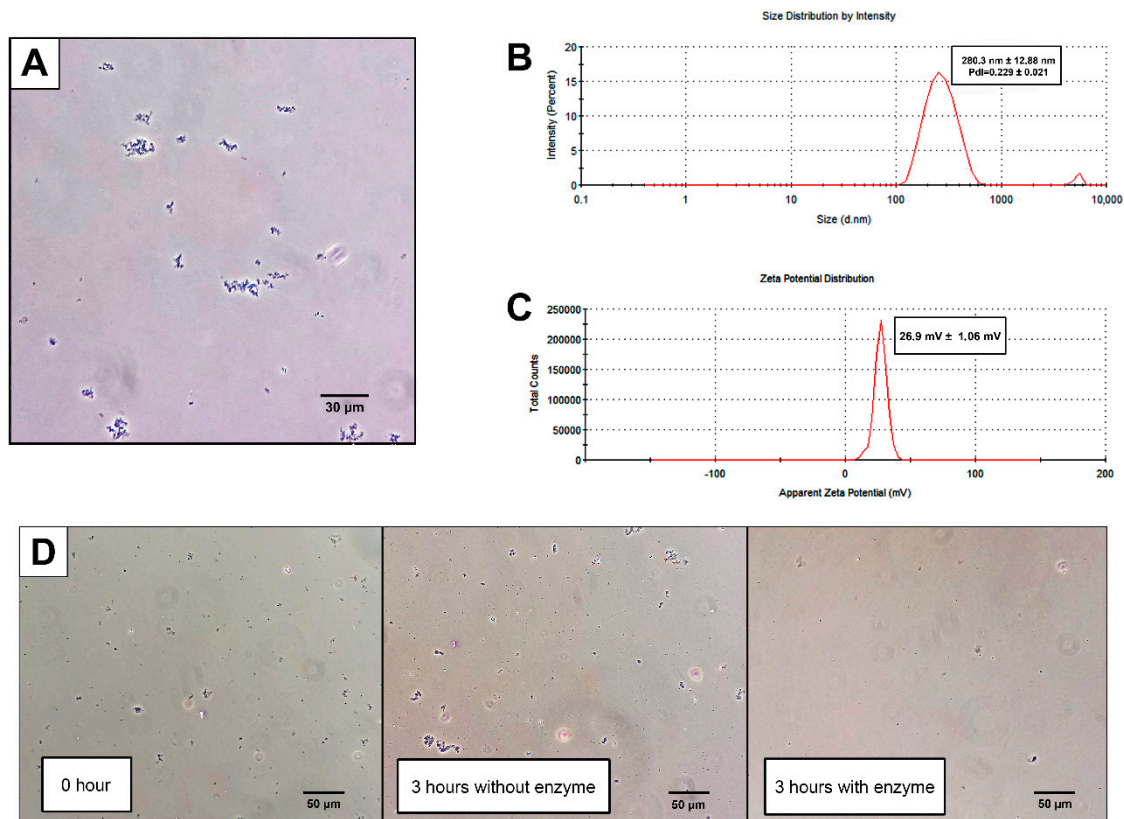 A
30 µm
B
Size Distribution by Intensity
Intensity (Percent)
20
15
10
5
0
280.3 nm ± 12.88 nm
PdI=0.229 ± 0.021
0.1 1 10 100 1000 10,000
Size (d.nm)
C
Zeta Potential Distribution
Total Counts
250000
200000
150000
100000
50000
0
26.9 mV ± 1.06 mV
-100 0 100 200
Apparent Zeta Potential (mV)
D
0 hour
50 µm
3 hours without enzyme
50 µm
3 hours with enzyme
50 µm